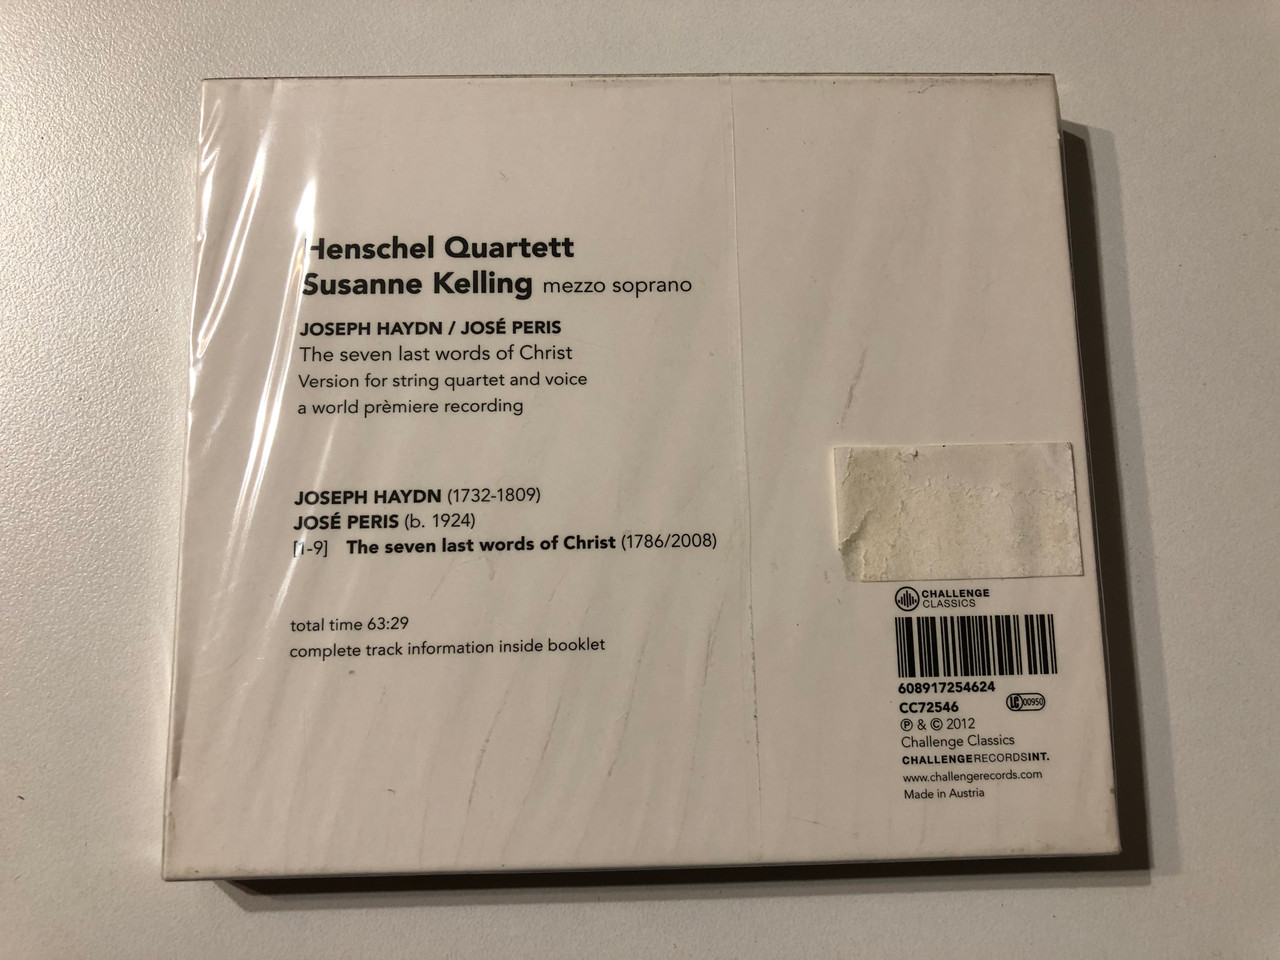 Henschel Quartett
Susanne Kelling mezzo soprano
JOSEPH HAYDN / JOSÉ PERIS
The seven last words of Christ
Version for string quartet and voice
a world prèmiere recording
JOSEPH HAYDN (1732-1809)
JOSÉ PERIS (b. 1924)
[1-9] The seven last words of Christ (1786/2008)
total time 63:29
complete track information inside booklet
CHALLENGE
CLASSICS
608917254624
CC72546
LC 00950
℗ & © 2012
Challenge Classics
CHALLENGERECORDSINT.
www.challengerecords.com
Made in Austria